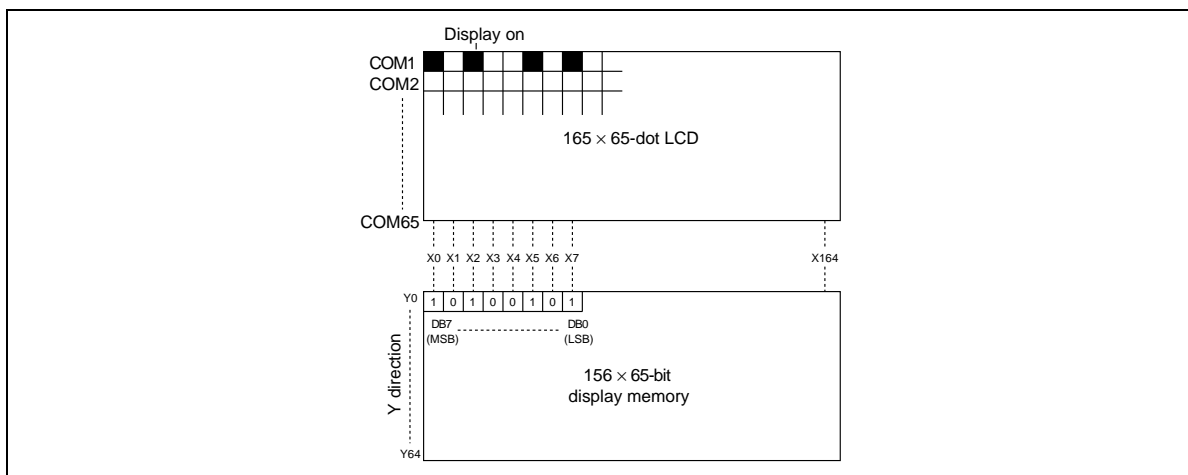 Display on
COM1
COM2
165 × 65-dot LCD
COM65
X0 X1 X2 X3 X4 X5 X6 X7 X164
Y0 1 0 1 0 0 1 0 1
DB7 DB0
(MSB) (LSB)
Y direction
156 × 65-bit
display memory
Y64